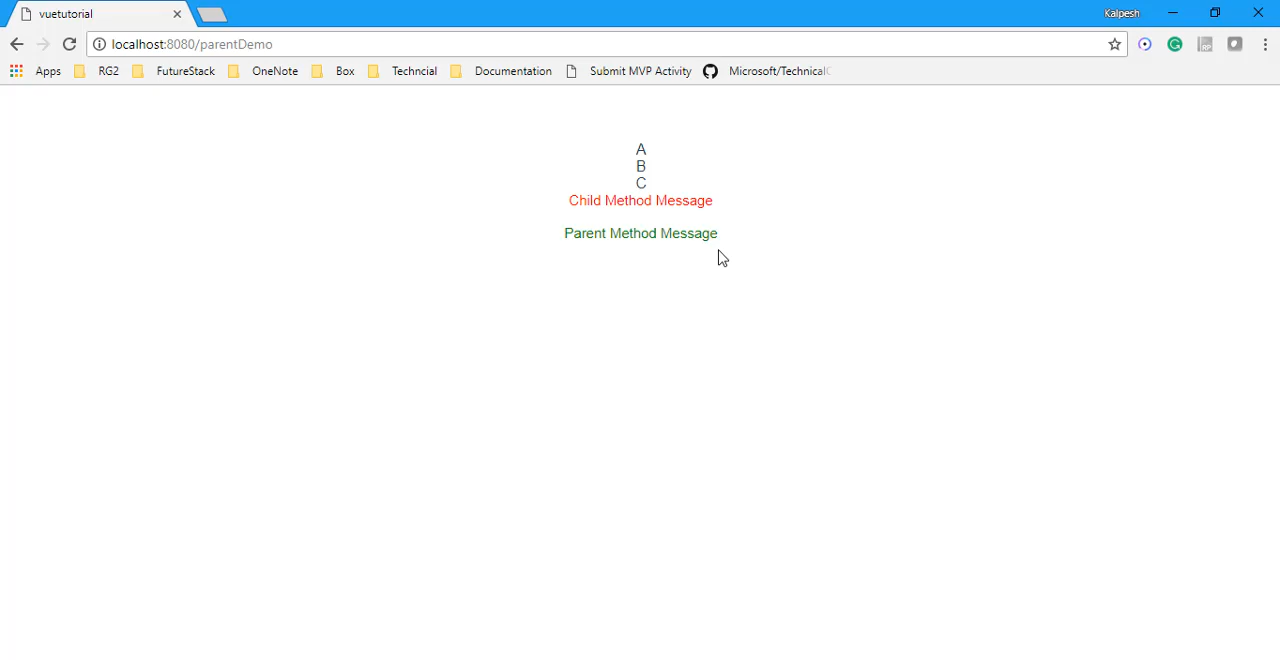 vuetutorial
Kalpesh
localhost:8080/parentDemo
Apps RG2 FutureStack OneNote Box Techncial Documentation Submit MVP Activity Microsoft/Technical
A
B
C
Child Method Message
Parent Method Message